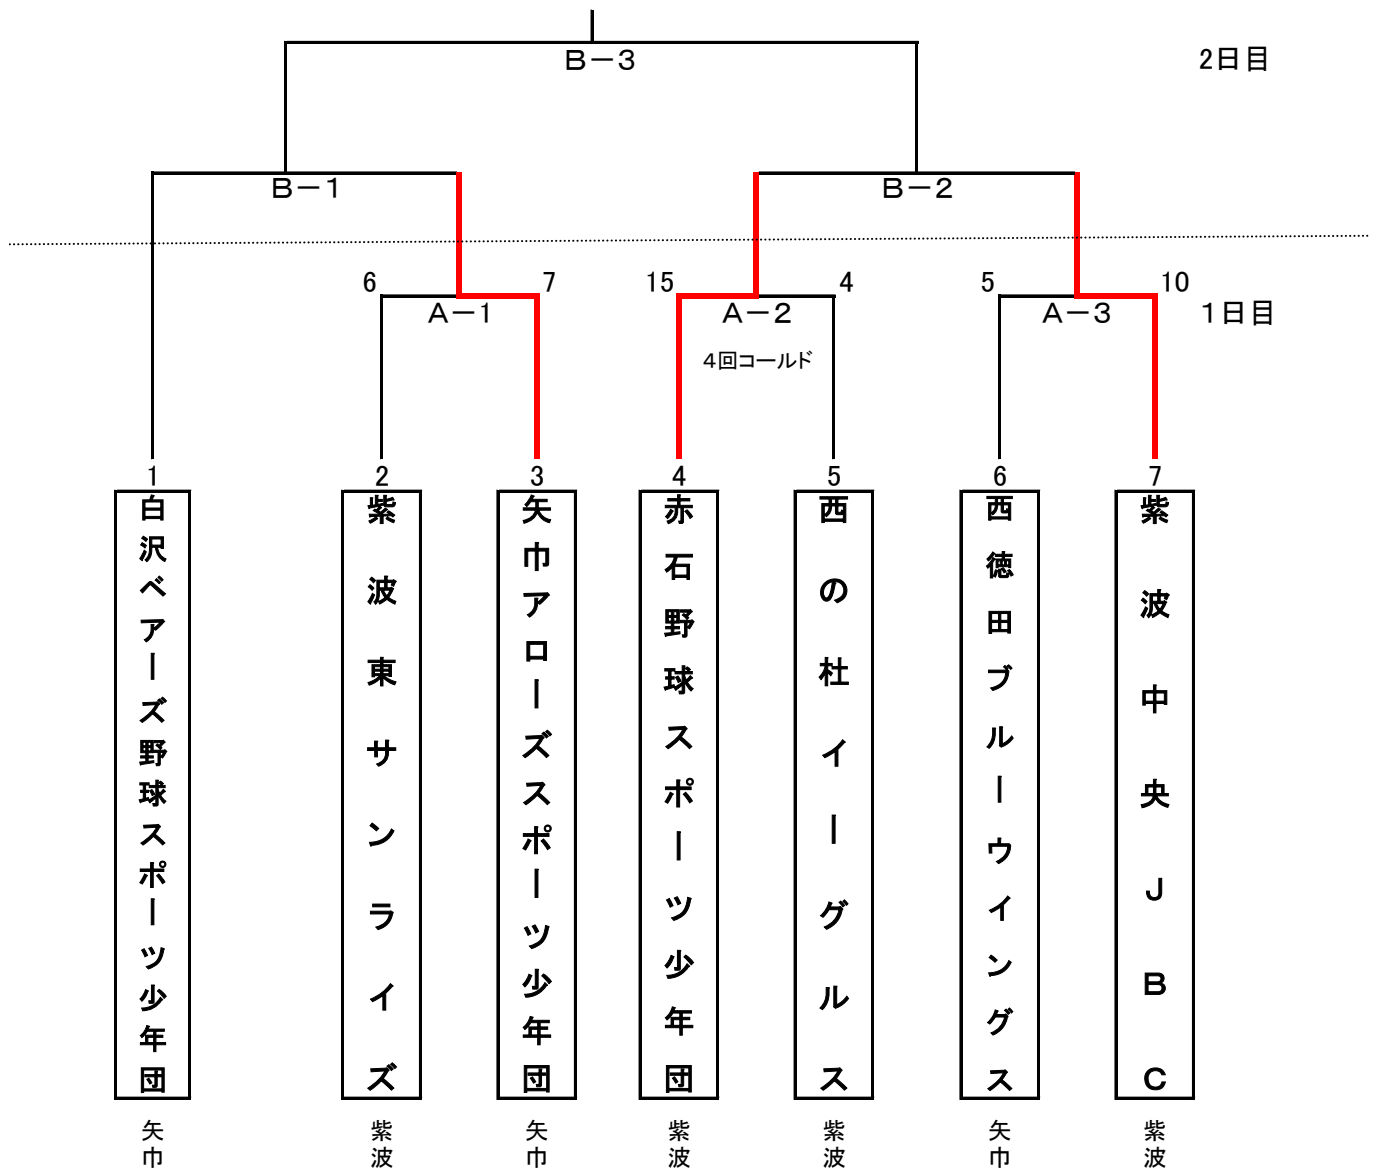 B－3
2日目
B－1
B－2
6
7
15
4
5
10
A－1
A－2
A－3
1日目
4回コールド
1
2
3
4
5
6
7
白沢ベアーズ野球スポーツ少年団
紫波東サンライズ
矢巾アローズスポーツ少年団
赤石野球スポーツ少年団
西の杜イーグルス
西徳田ブルーウイングス
紫波中央JBC
矢巾
紫波
矢巾
紫波
紫波
矢巾
紫波